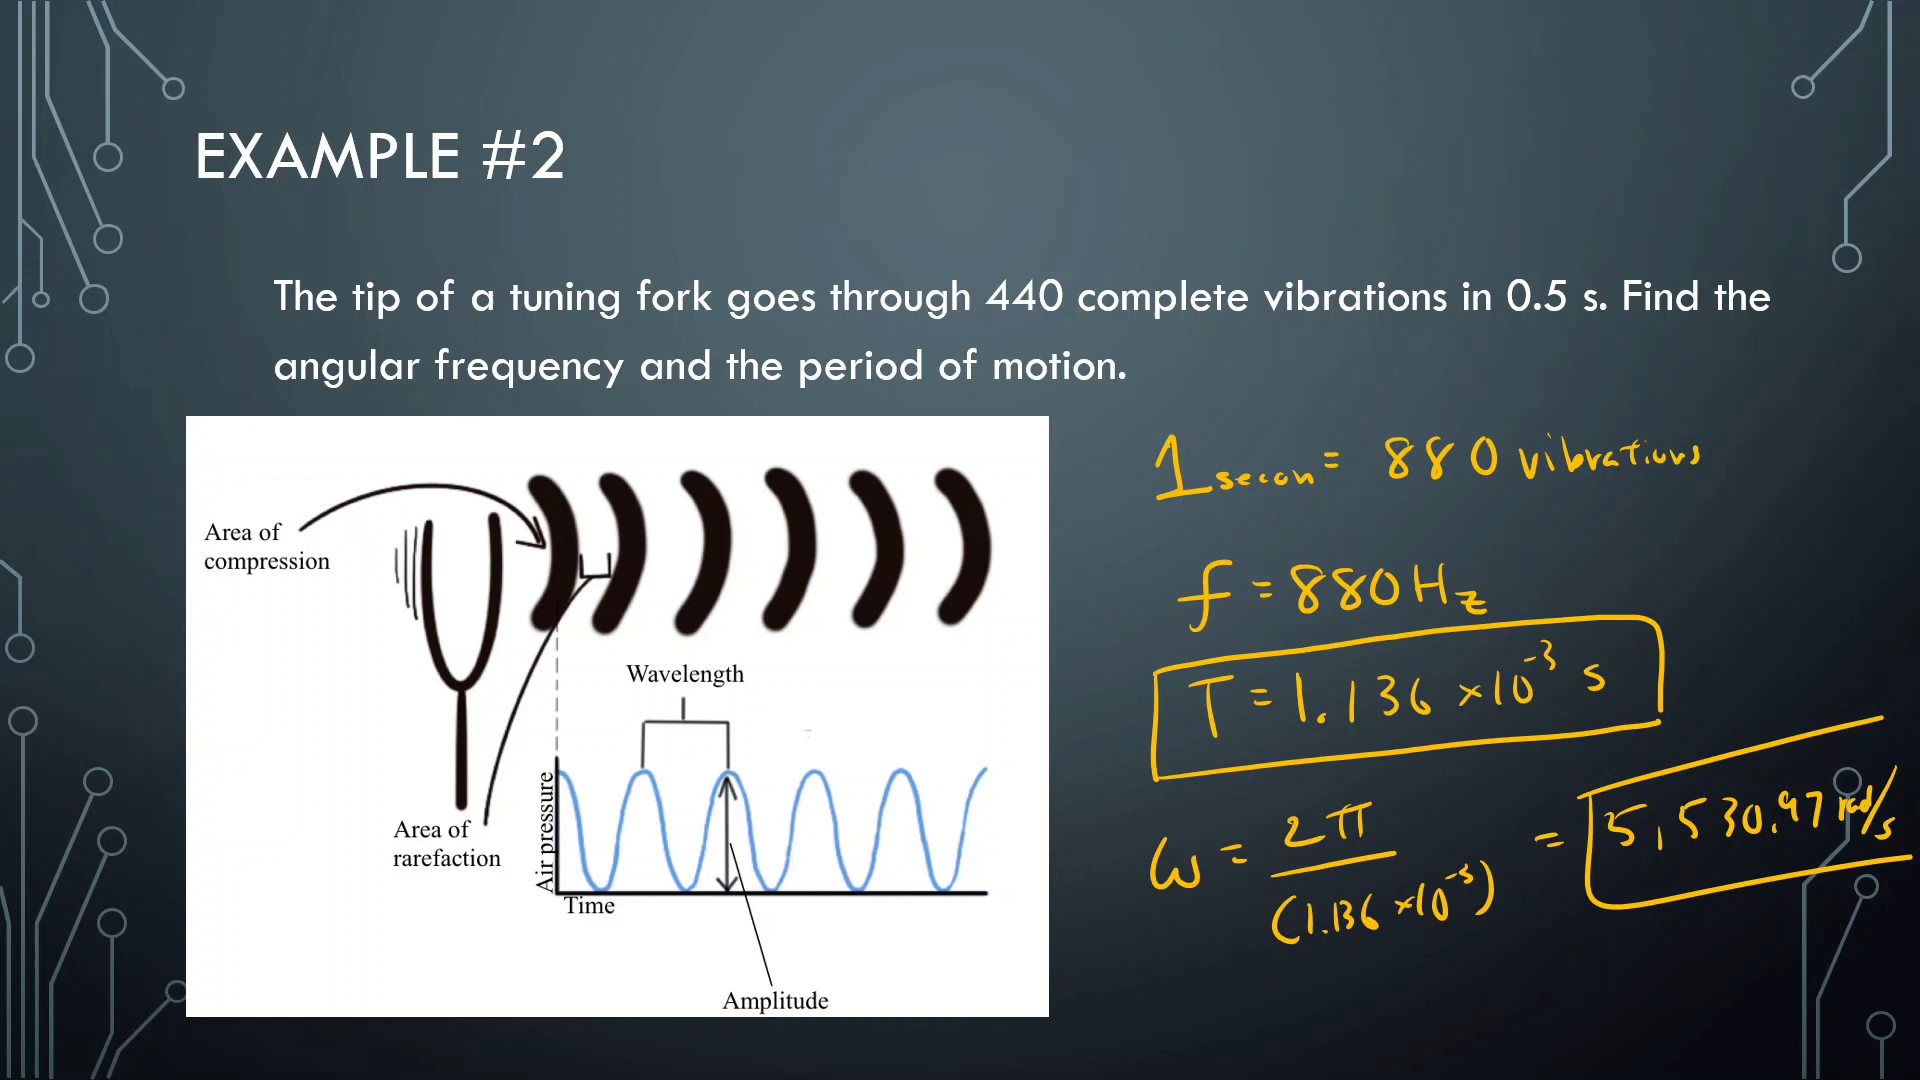 EXAMPLE #2
The tip of a tuning fork goes through 440 complete vibrations in 0.5 s. Find the
angular frequency and the period of motion.
Area of
compression
Wavelength
Area of
rarefaction
Air pressure
Time
Amplitude
1 secon = 880 vibrations
f = 880 Hz
T = 1.136 ×10⁻³ s
ω = 2π / (1.136 ×10⁻³) = 5,530.97 rad/s